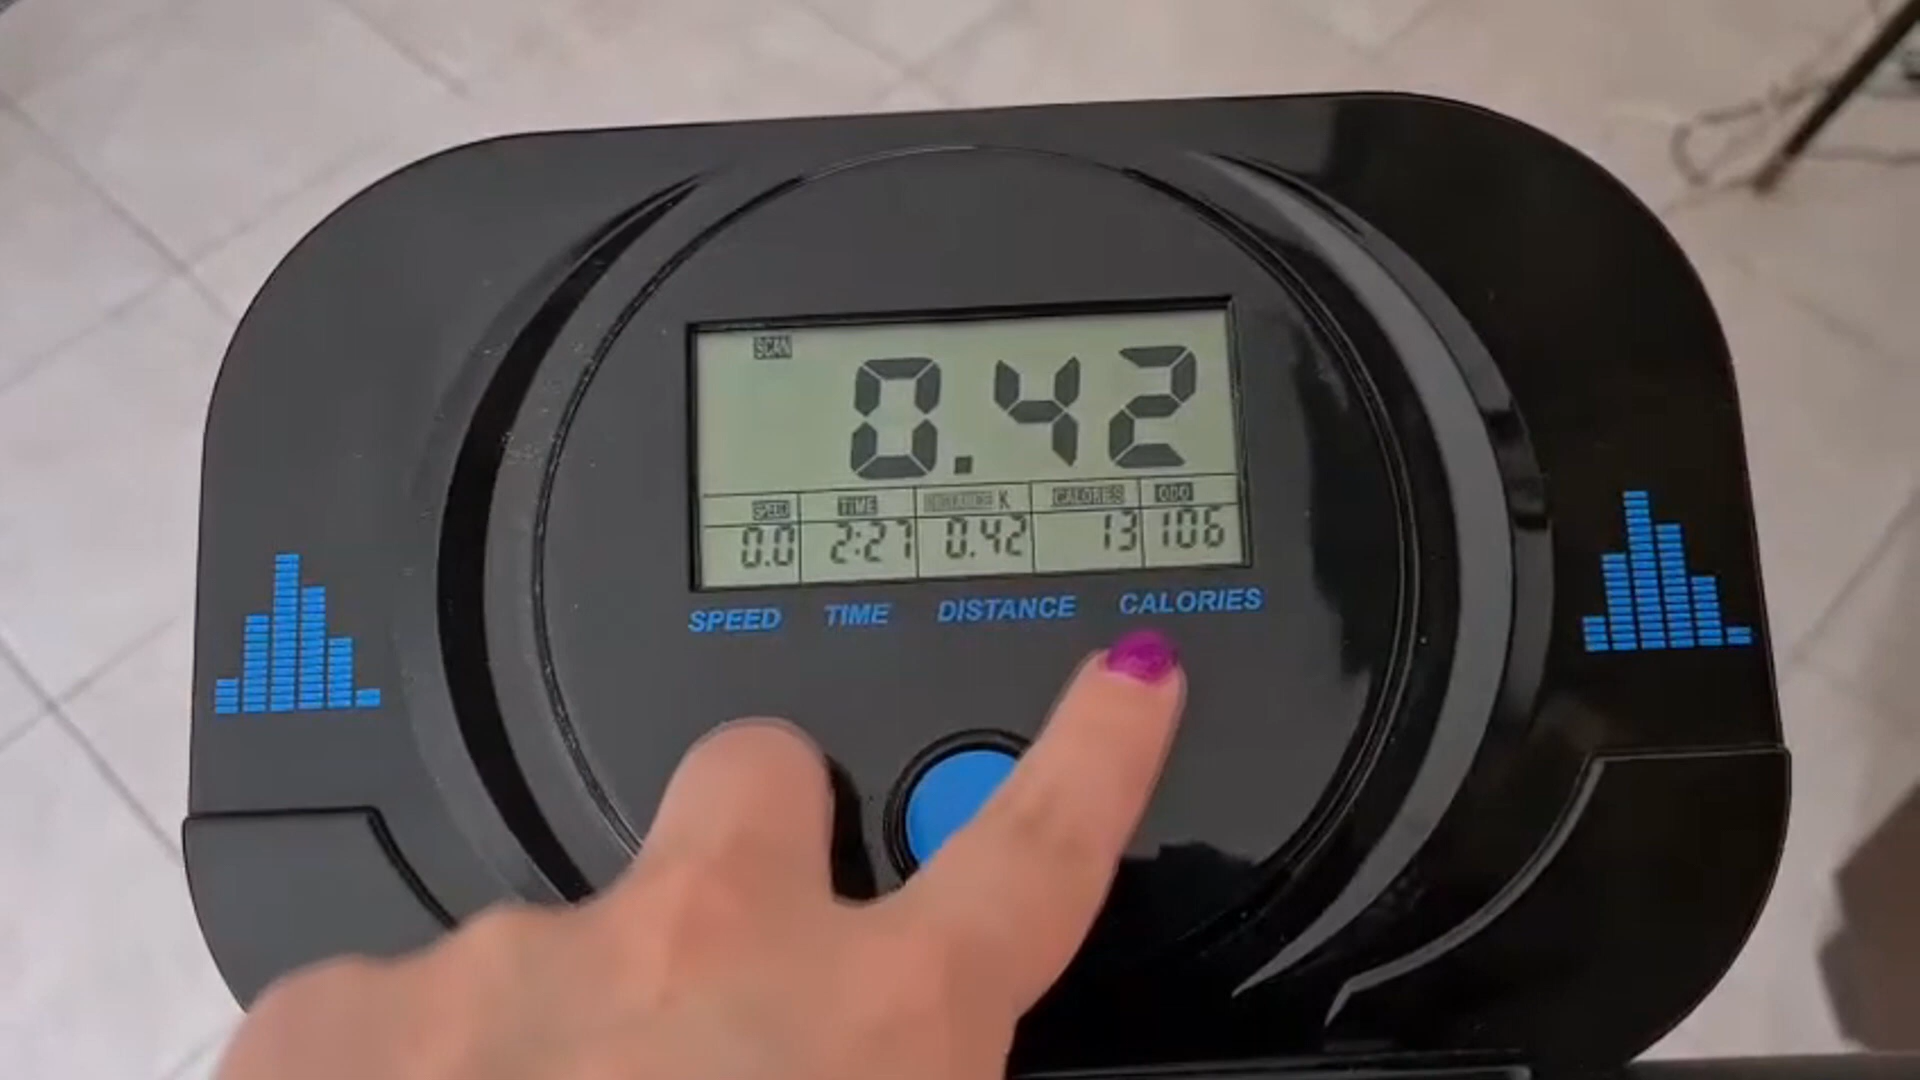 SCAN
0.42
SPEED TIME DISTANCE K CALORIES ODO
0.0 2:27 0.42 13 106
SPEED TIME DISTANCE CALORIES